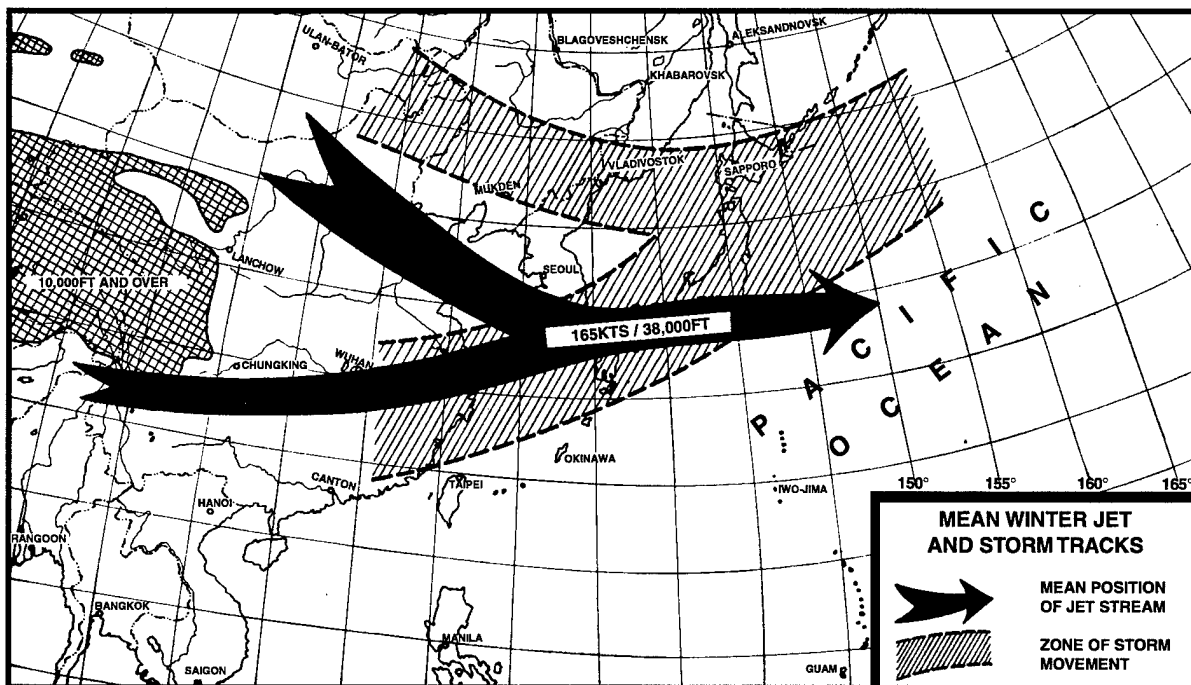 ULAN-BATOR
BLAGOVESHCHENSK
ALEKSANDNOVSK
KHABAROVSK
VLADIVOSTOK
SAPPORO
MUKDEN
LANCHOW
SEOUL
10,000FT AND OVER
165KTS / 38,000FT
CHUNGKING
WUHAN
PACIFIC
OCEAN
OKINAWA
CANTON
TAIPEI
IWO-JIMA
HANOI
RANGOON
BANGKOK
MANILA
SAIGON
GUAM
150° 155° 160° 165°
MEAN WINTER JET
AND STORM TRACKS
MEAN POSITION
OF JET STREAM
ZONE OF STORM
MOVEMENT